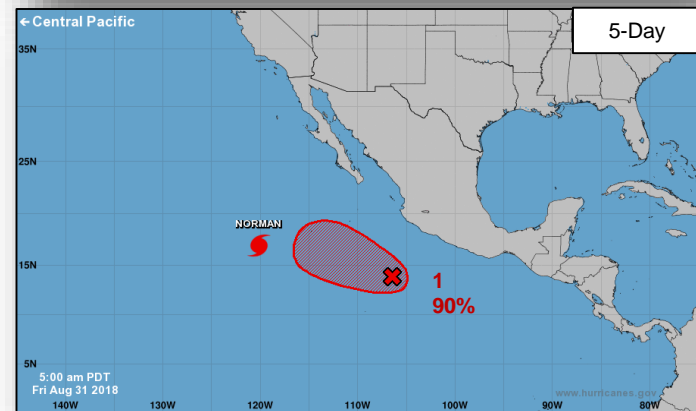 ← Central Pacific
5-Day
35N
25N
NORMAN
15N
1
90%
5N
5:00 am PDT
Fri Aug 31 2018
www.hurricanes.gov
140W 130W 120W 110W 100W 90W 80W